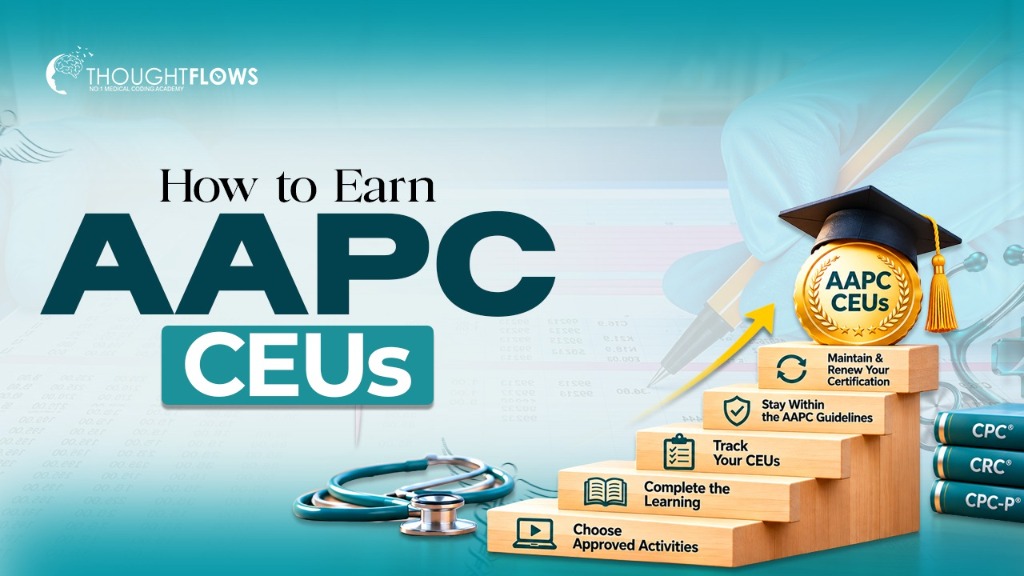 THOUGHTFLOWS
NO 1 MEDICAL CODING ACADEMY
How to Earn
AAPC
CEUs
AAPC
CEUs
Maintain &
Renew Your
Certification
Stay Within
the AAPC Guidelines
Track
Your CEUs
Complete the
Learning
Choose
Approved Activities
CPC®
CRC®
CPC-P®